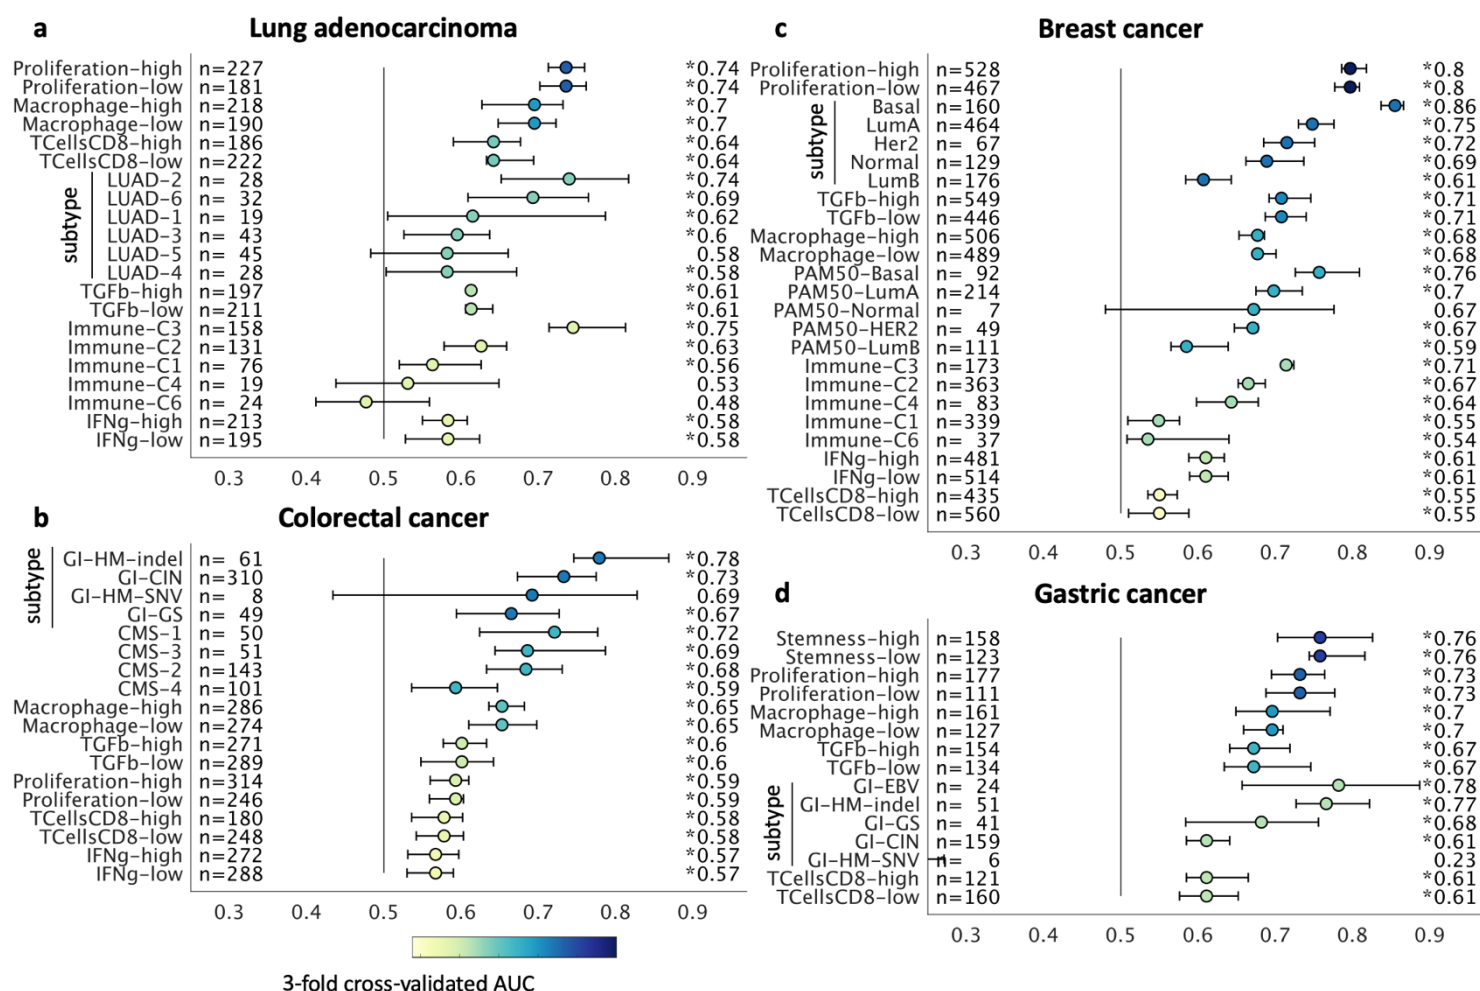 a Lung adenocarcinoma
Proliferation-high n=227 *0.74
Proliferation-low n=181 *0.74
Macrophage-high n=218 *0.7
Macrophage-low n=190 *0.7
TCellsCD8-high n=186 *0.64
TCellsCD8-low n=222 *0.64
subtype
LUAD-2 n= 28 *0.74
LUAD-6 n= 32 *0.69
LUAD-1 n= 19 *0.62
LUAD-3 n= 43 *0.6
LUAD-5 n= 45 0.58
LUAD-4 n= 28 *0.58
TGFb-high n=197 *0.61
TGFb-low n=211 *0.61
Immune-C3 n=158 *0.75
Immune-C2 n=131 *0.63
Immune-C1 n= 76 *0.56
Immune-C4 n= 19 0.53
Immune-C6 n= 24 0.48
IFNg-high n=213 *0.58
IFNg-low n=195 *0.58
0.3 0.4 0.5 0.6 0.7 0.8 0.9
b Colorectal cancer
subtype
GI-HM-indel n= 61 *0.78
GI-CIN n=310 *0.73
GI-HM-SNV n= 8 0.69
GI-GS n= 49 *0.67
CMS-1 n= 50 *0.72
CMS-3 n= 51 *0.69
CMS-2 n=143 *0.68
CMS-4 n=101 *0.59
Macrophage-high n=286 *0.65
Macrophage-low n=274 *0.65
TGFb-high n=271 *0.6
TGFb-low n=289 *0.6
Proliferation-high n=314 *0.59
Proliferation-low n=246 *0.59
TCellsCD8-high n=180 *0.58
TCellsCD8-low n=248 *0.58
IFNg-high n=272 *0.57
IFNg-low n=288 *0.57
0.3 0.4 0.5 0.6 0.7 0.8 0.9
3-fold cross-validated AUC
c Breast cancer
Proliferation-high n=528 *0.8
Proliferation-low n=467 *0.8
subtype
Basal n=160 *0.86
LumA n=464 *0.75
Her2 n= 67 *0.72
Normal n=129 *0.69
LumB n=176 *0.61
TGFb-high n=549 *0.71
TGFb-low n=446 *0.71
Macrophage-high n=506 *0.68
Macrophage-low n=489 *0.68
PAM50-Basal n= 92 *0.76
PAM50-LumA n=214 *0.7
PAM50-Normal n= 7 0.67
PAM50-HER2 n= 49 *0.67
PAM50-LumB n=111 *0.59
Immune-C3 n=173 *0.71
Immune-C2 n=363 *0.67
Immune-C4 n= 83 *0.64
Immune-C1 n=339 *0.55
Immune-C6 n= 37 *0.54
IFNg-high n=481 *0.61
IFNg-low n=514 *0.61
TCellsCD8-high n=435 *0.55
TCellsCD8-low n=560 *0.55
0.3 0.4 0.5 0.6 0.7 0.8 0.9
d Gastric cancer
Stemness-high n=158 *0.76
Stemness-low n=123 *0.76
Proliferation-high n=177 *0.73
Proliferation-low n=111 *0.73
Macrophage-high n=161 *0.7
Macrophage-low n=127 *0.7
TGFb-high n=154 *0.67
TGFb-low n=134 *0.67
subtype
GI-EBV n= 24 *0.78
GI-HM-indel n= 51 *0.77
GI-GS n= 41 *0.68
GI-CIN n=159 *0.61
GI-HM-SNV n= 6 0.23
TCellsCD8-high n=121 *0.61
TCellsCD8-low n=160 *0.61
0.3 0.4 0.5 0.6 0.7 0.8 0.9